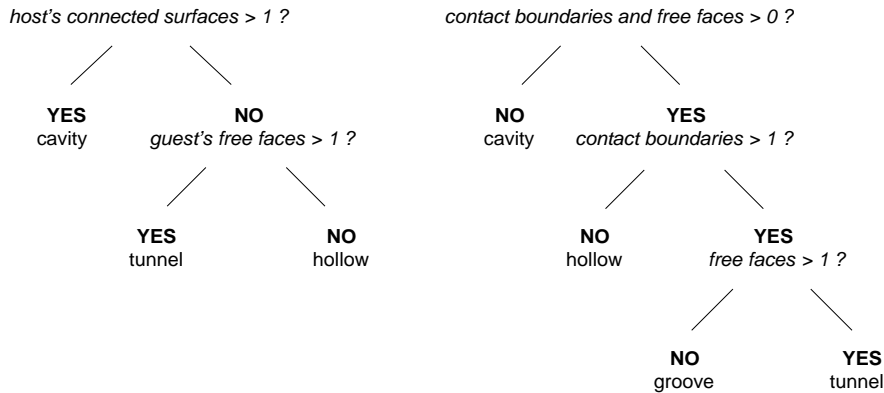 host's connected surfaces > 1 ?
YES
cavity
NO
guest's free faces > 1 ?
YES
tunnel
NO
hollow
contact boundaries and free faces > 0 ?
NO
cavity
YES
contact boundaries > 1 ?
NO
hollow
YES
free faces > 1 ?
NO
groove
YES
tunnel